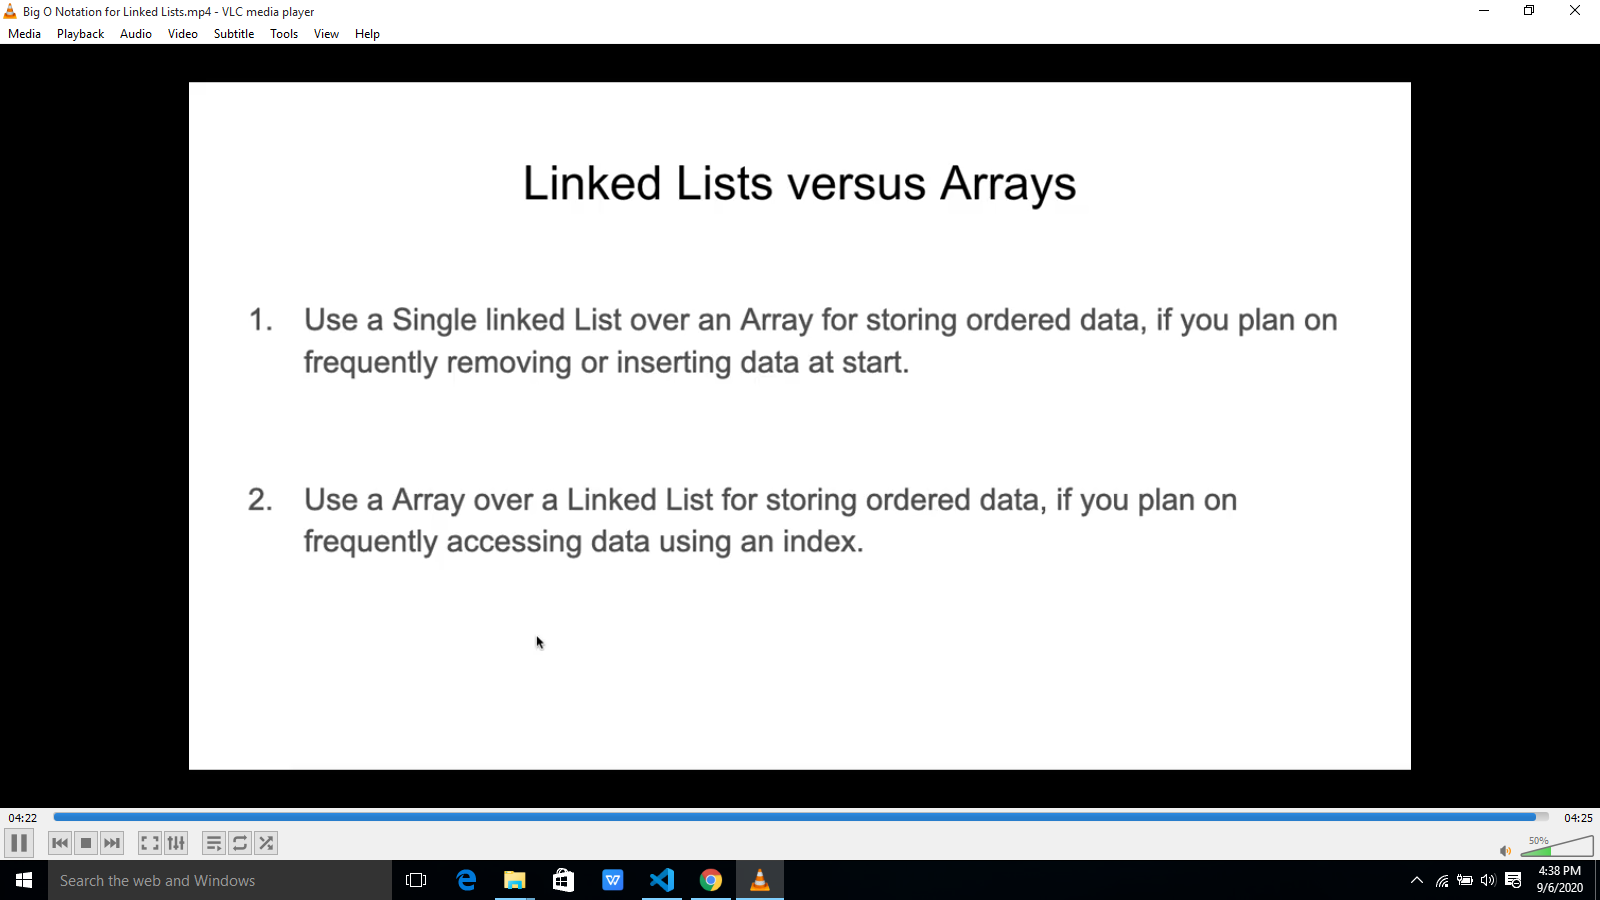 Big O Notation for Linked Lists.mp4 - VLC media player
Media Playback Audio Video Subtitle Tools View Help
Linked Lists versus Arrays
1. Use a Single linked List over an Array for storing ordered data, if you plan on
frequently removing or inserting data at start.
2. Use a Array over a Linked List for storing ordered data, if you plan on
frequently accessing data using an index.
04:22 04:25
50%
Search the web and Windows
4:38 PM
9/6/2020